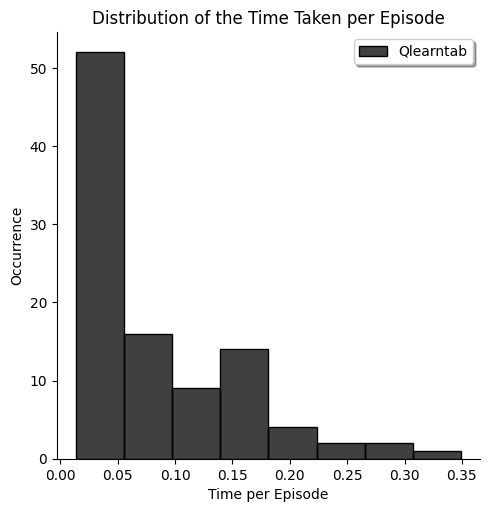 Distribution of the Time Taken per Episode
Qlearntab
50
40
30
20
10
0
Occurrence
0.00 0.05 0.10 0.15 0.20 0.25 0.30 0.35
Time per Episode